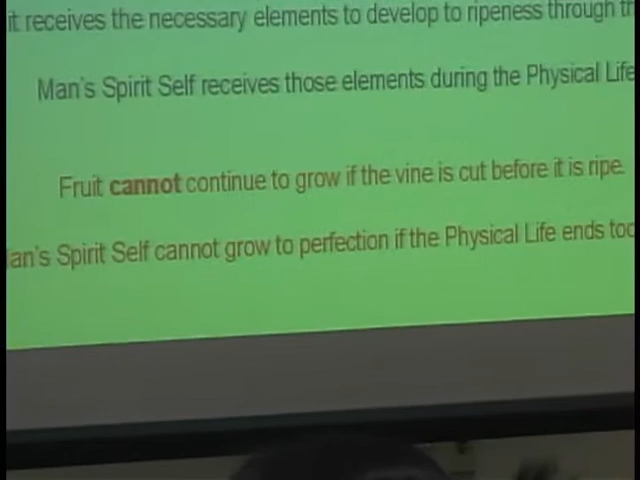 it receives the necessary elements to develop to ripeness through
Man's Spirit Self receives those elements during the Physical Life
Fruit cannot continue to grow if the vine is cut before it is ripe.
an's Spirit Self cannot grow to perfection if the Physical Life ends too